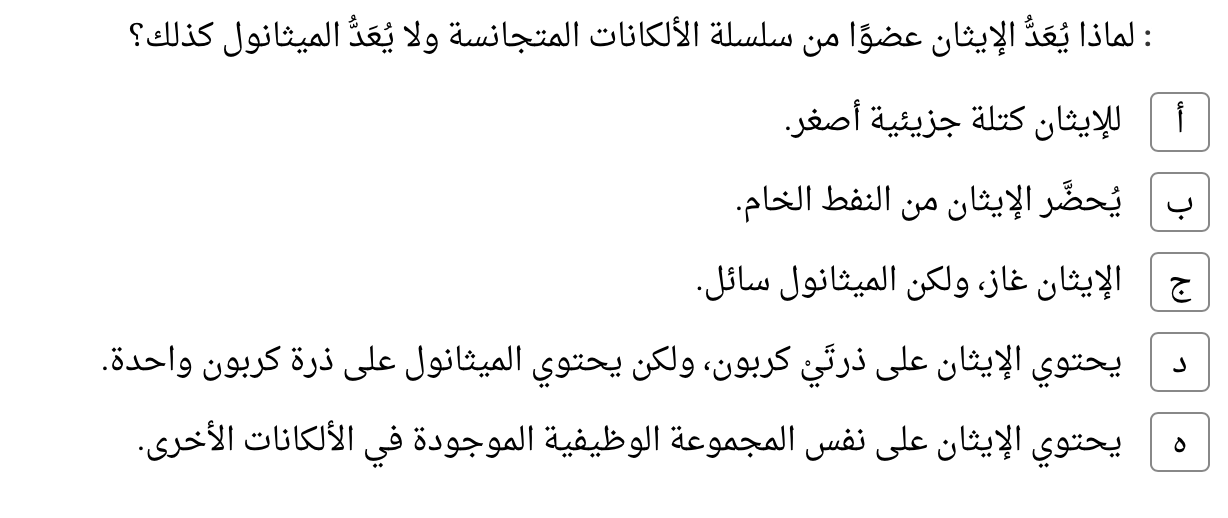 : لماذا يُعَدُّ الإيثان عضوًا من سلسلة الألكانات المتجانسة ولا يُعَدُّ الميثانول كذلك؟
أ للإيثان كتلة جزيئية أصغر.
ب يُحضَّر الإيثان من النفط الخام.
ج الإيثان غاز، ولكن الميثانول سائل.
د يحتوي الإيثان على ذرتَيْ كربون، ولكن يحتوي الميثانول على ذرة كربون واحدة.
ه يحتوي الإيثان على نفس المجموعة الوظيفية الموجودة في الألكانات الأخرى.